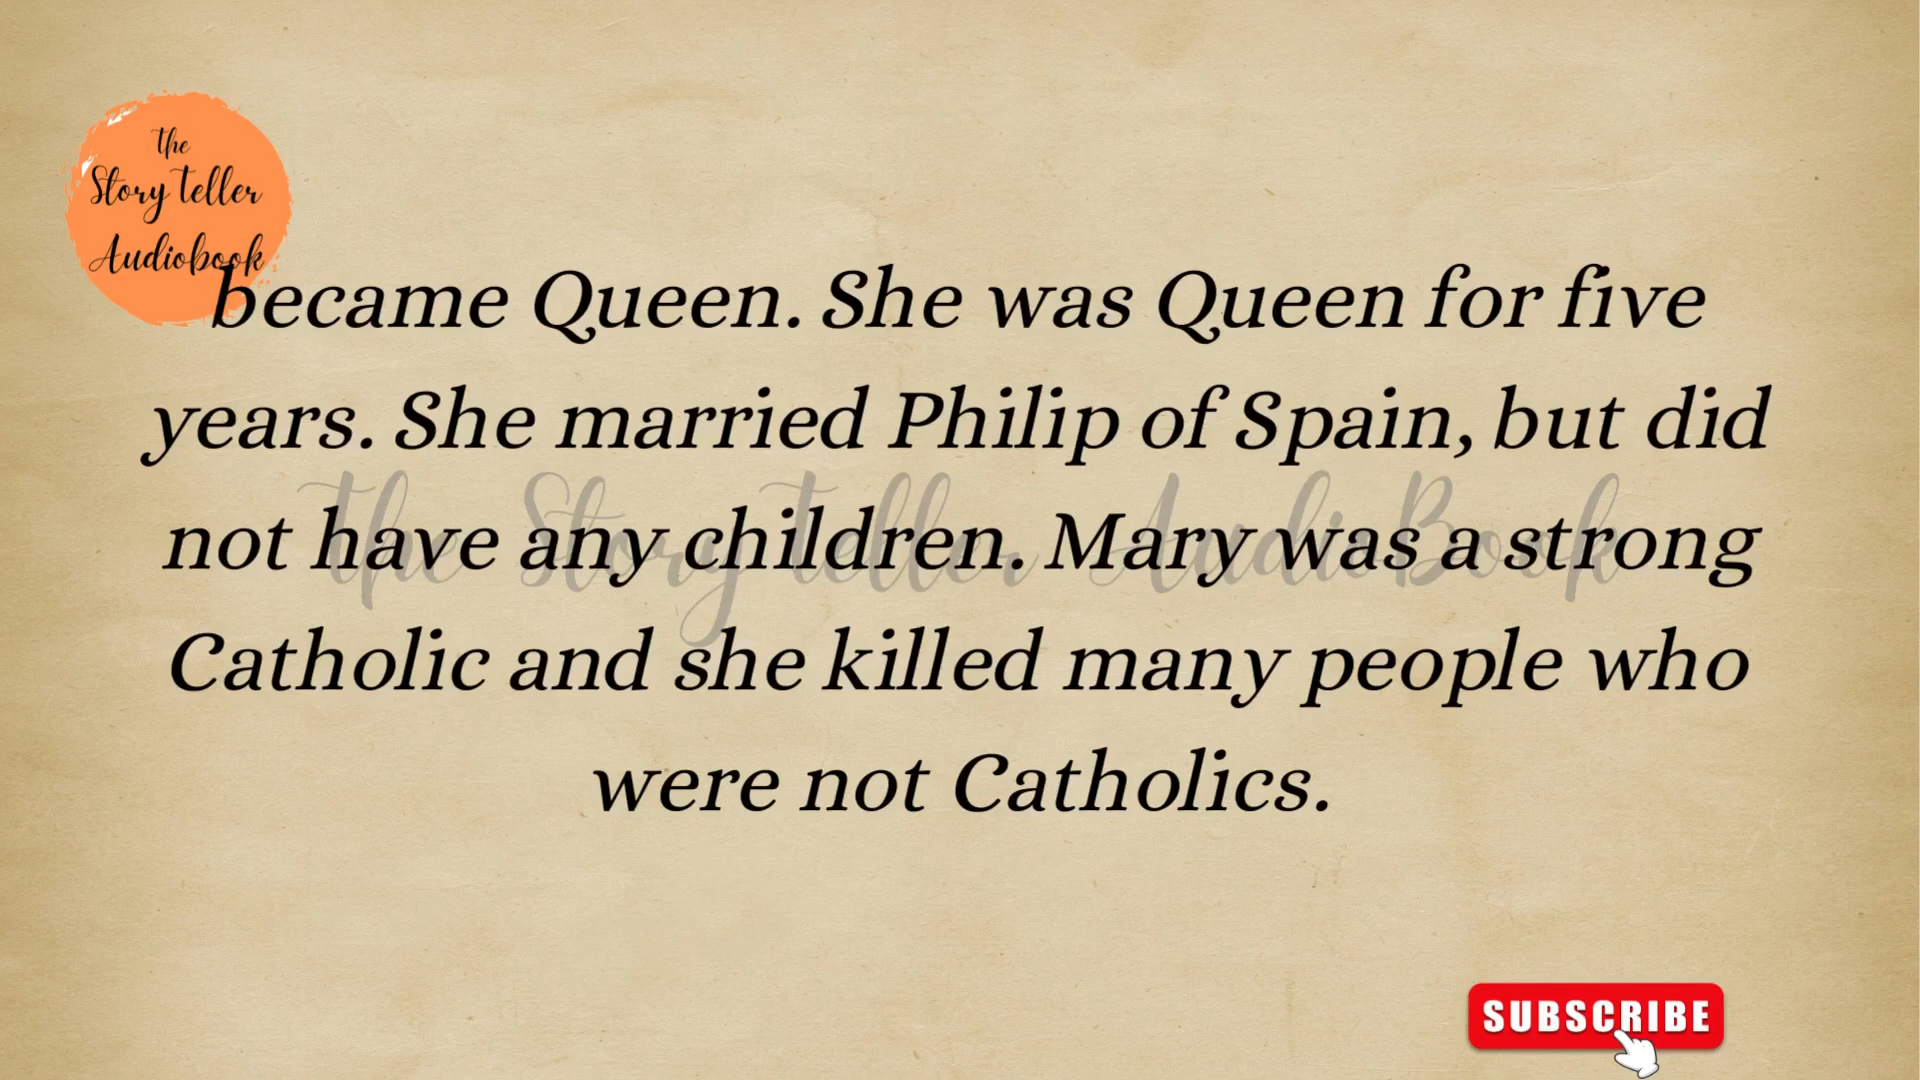 the
Story teller
Audiobook
became Queen. She was Queen for five
years. She married Philip of Spain, but did
not have any children. Mary was a strong
the Story teller AudioBook
Catholic and she killed many people who
were not Catholics.
SUBSCRIBE